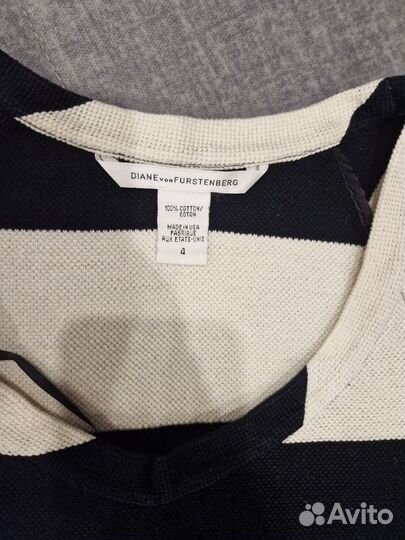 DIANE VON FURSTENBERG
100% COTTON/
COTON
MADE IN USA
FABRIQUE
AUX ETATS-UNIS
4
Avito